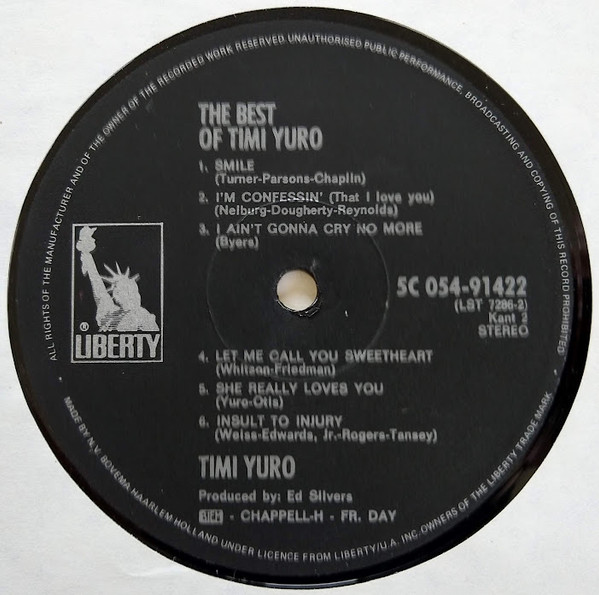 ALL RIGHTS OF THE MANUFACTURER AND OF THE OWNER OF THE RECORDED WORK RESERVED. UNAUTHORISED PUBLIC PERFORMANCE, BROADCASTING AND COPYING OF THIS RECORD PROHIBITED
THE BEST
OF TIMI YURO
1. SMILE
(Turner-Parsons-Chaplin)
2. I'M CONFESSIN' (That I love you)
(Nelburg-Dougherty-Reynolds)
3. I AIN'T GONNA CRY NO MORE
(Byers)
® LIBERTY
5C 054-91422
(LST 7286-2)
Kant 2
STEREO
4. LET ME CALL YOU SWEETHEART
(Whitson-Friedman)
5. SHE REALLY LOVES YOU
(Yuro-Otis)
6. INSULT TO INJURY
(Weiss-Edwards, Jr.-Rogers-Tansey)
TIMI YURO
Produced by: Ed Silvers
- CHAPPELL-H - FR. DAY
MADE BY N.V. BOVEMA HAARLEM HOLLAND UNDER LICENCE FROM LIBERTY/U.A. INC. OWNERS OF THE LIBERTY TRADE MARK